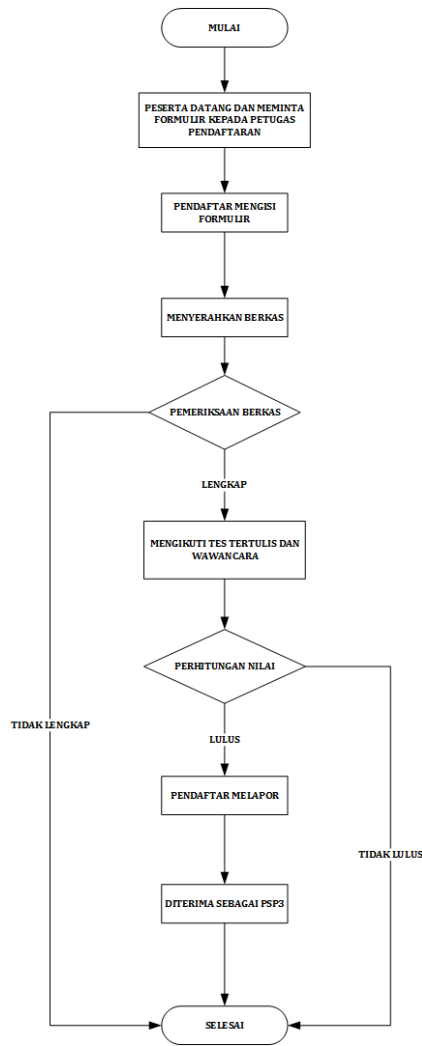 MULAI
PESERTA DATANG DAN MEMINTA
FORMULIR KEPADA PETUGAS
PENDAFTARAN
PENDAFTAR MENGISI
FORMULIR
MENYERAHKAN BERKAS
PEMERIKSAAN BERKAS
LENGKAP
MENGIKUTI TES TERTULIS DAN
WAWANCARA
PERHITUNGAN NILAI
TIDAK LENGKAP
LULUS
PENDAFTAR MELAPOR
TIDAK LULUS
DITERIMA SEBAGAI PSP3
SELESAI